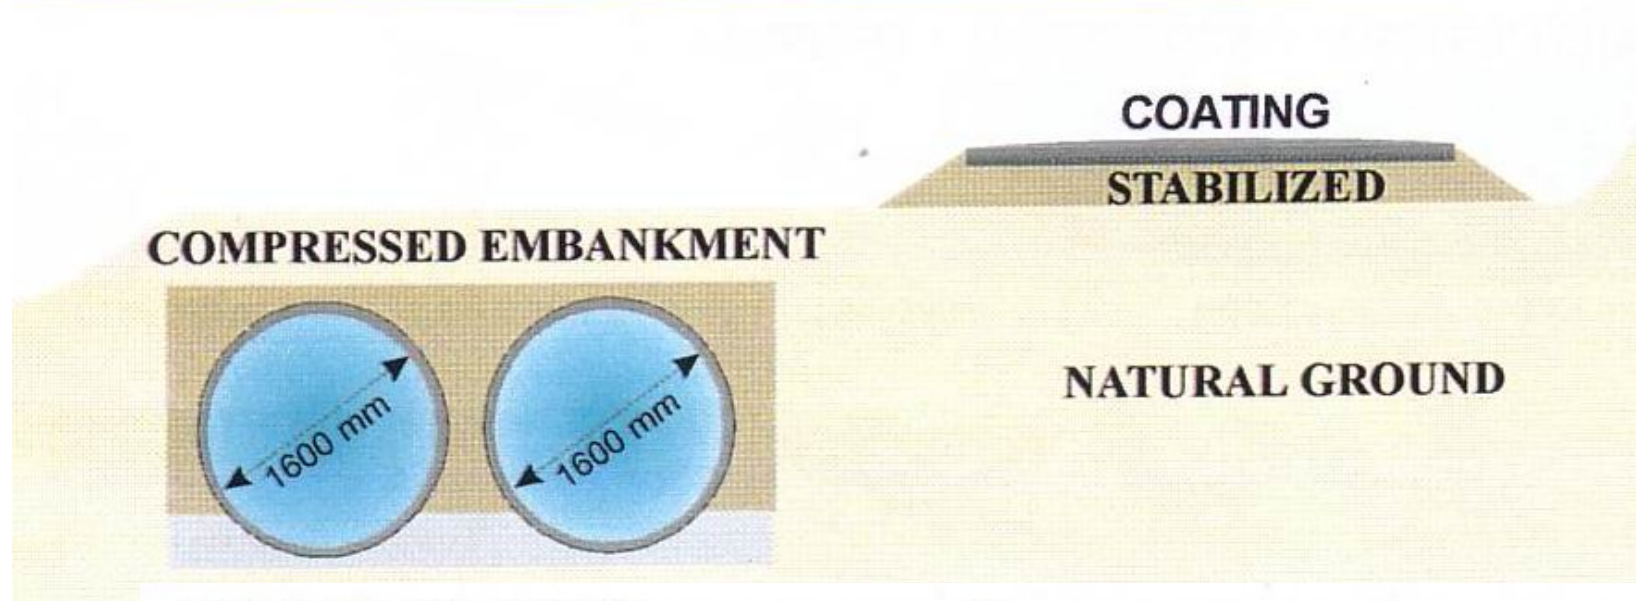 COATING
STABILIZED
COMPRESSED EMBANKMENT
NATURAL GROUND
1600 mm
1600 mm